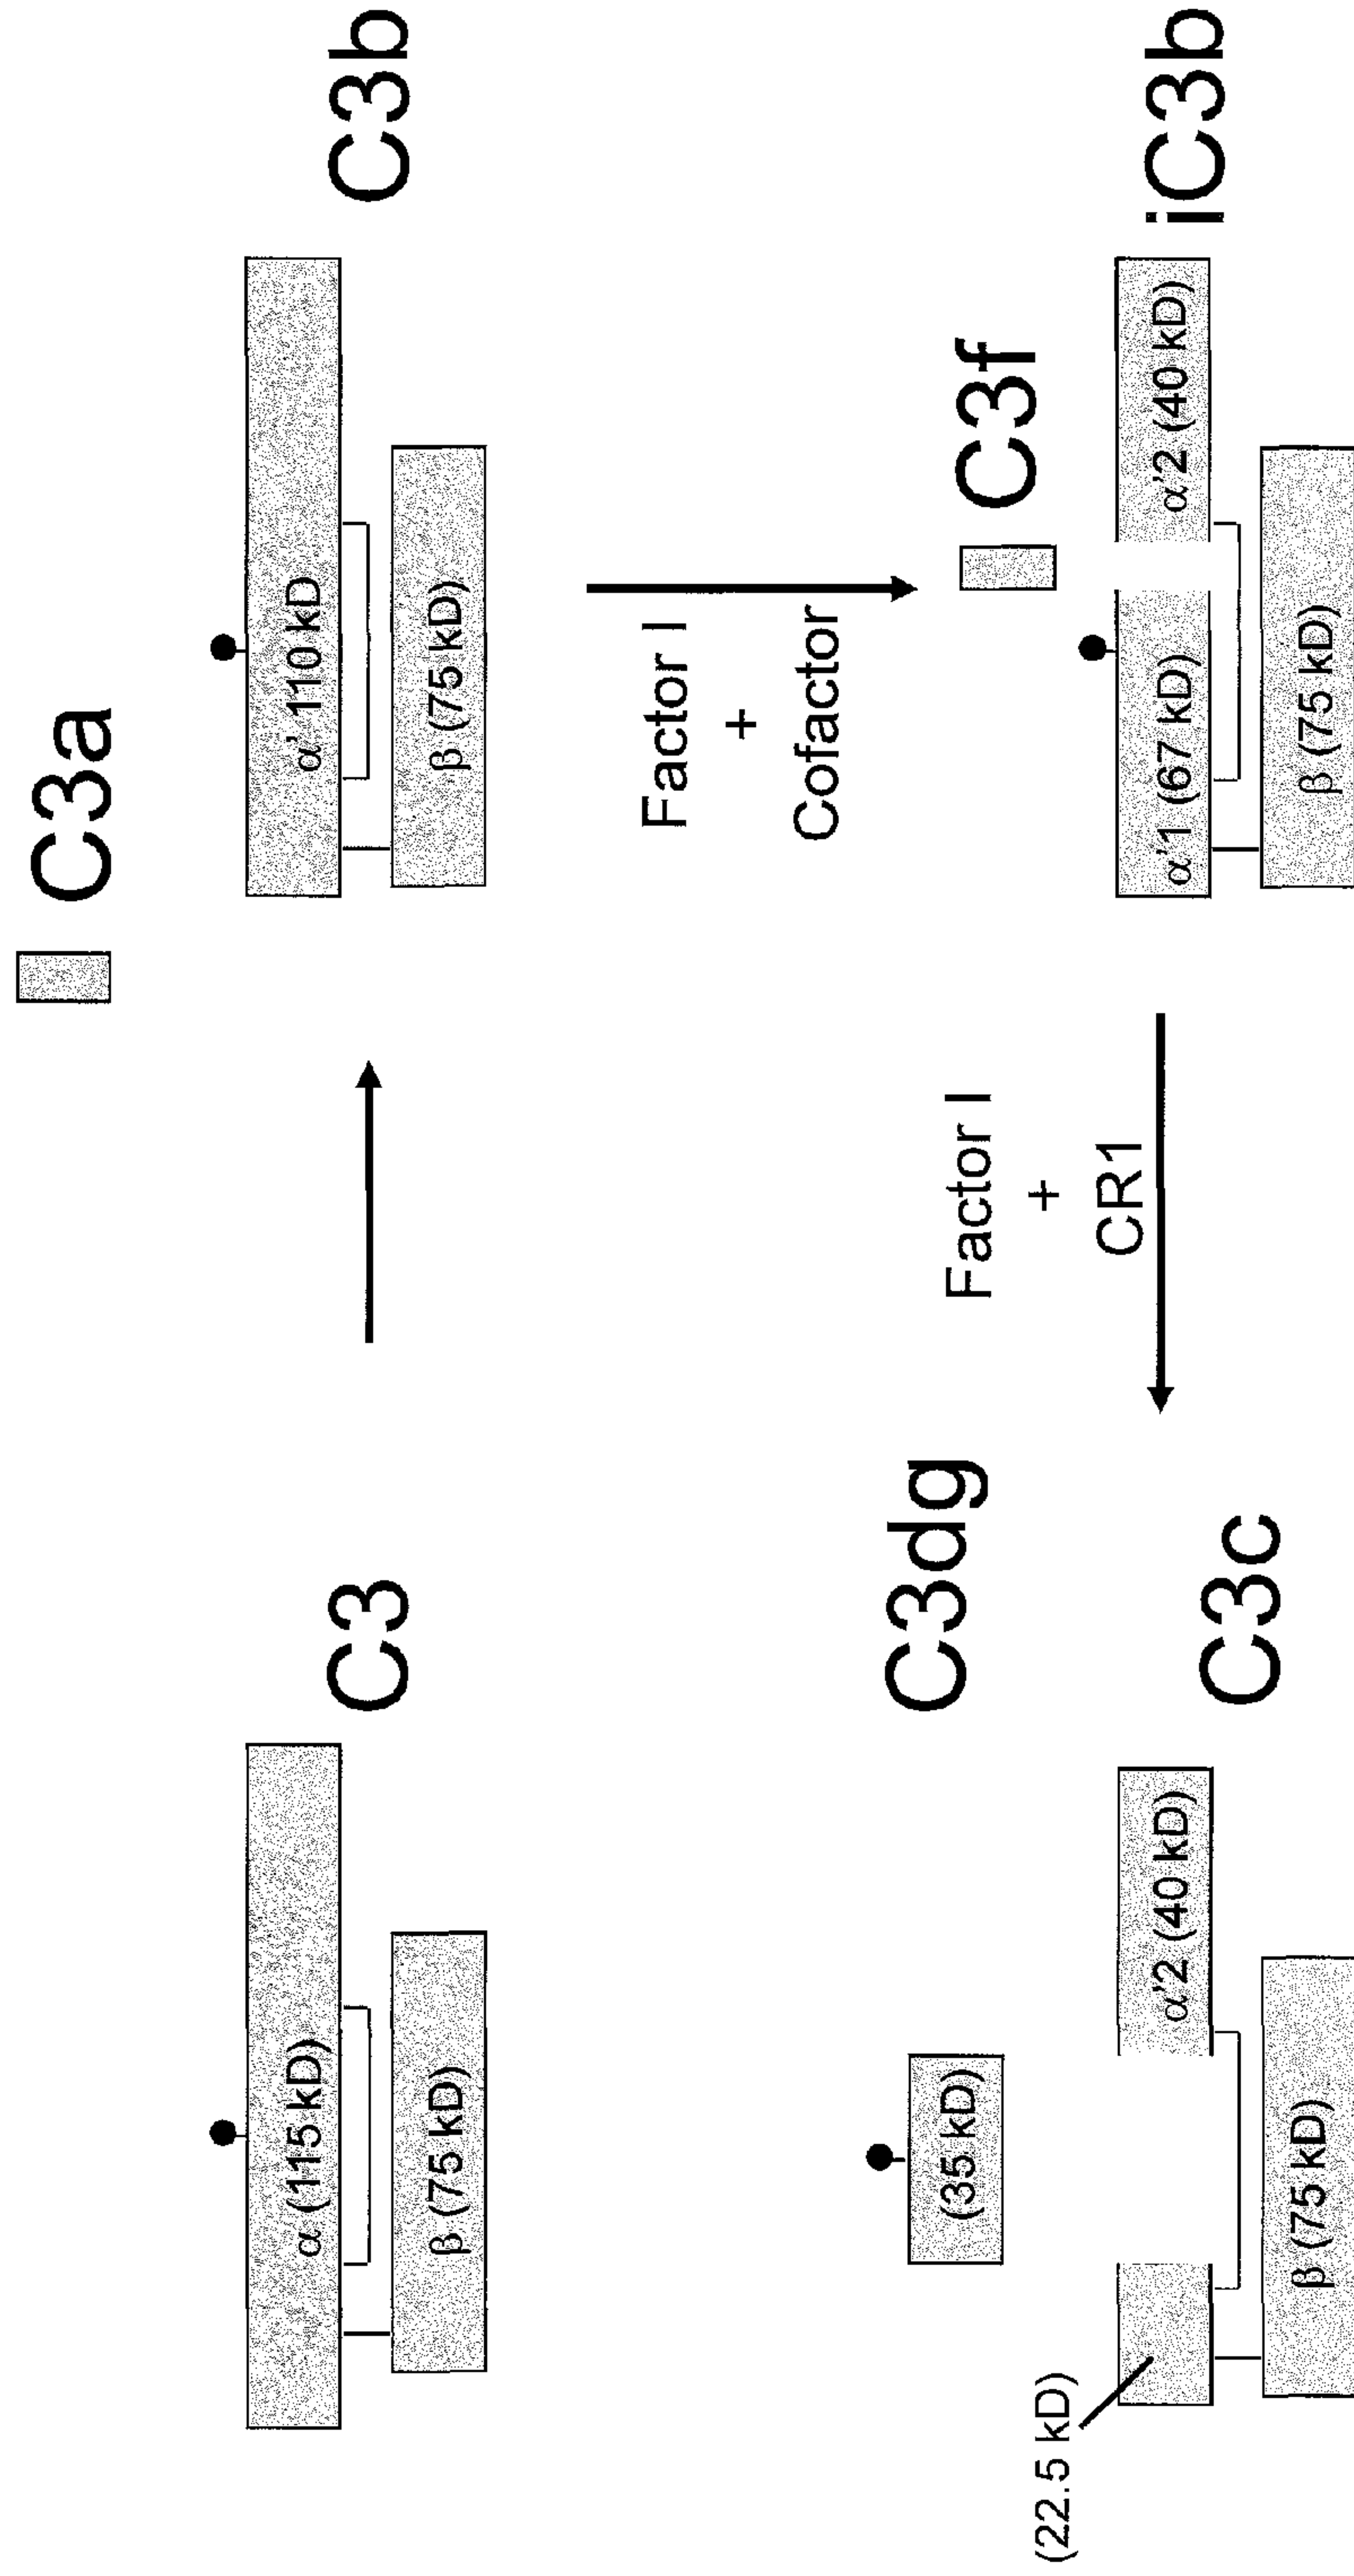 C3a
α (115 kD)
β (75 kD)
C3
α' 110 kD
β (75 kD)
C3b
Factor I
+
Cofactor
C3f
α'1 (67 kD)
α'2 (40 kD)
β (75 kD)
iC3b
Factor I
+
CR1
C3dg
(35 kD)
(22.5 kD)
α'2 (40 kD)
β (75 kD)
C3c